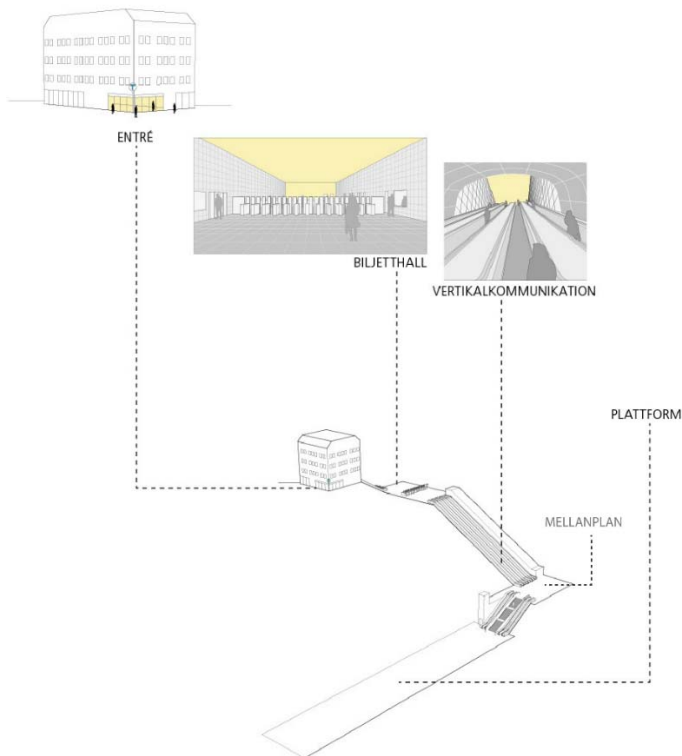 ENTRÉ
BILJETTHALL
VERTIKALKOMMUNIKATION
PLATTFORM
MELLANPLAN